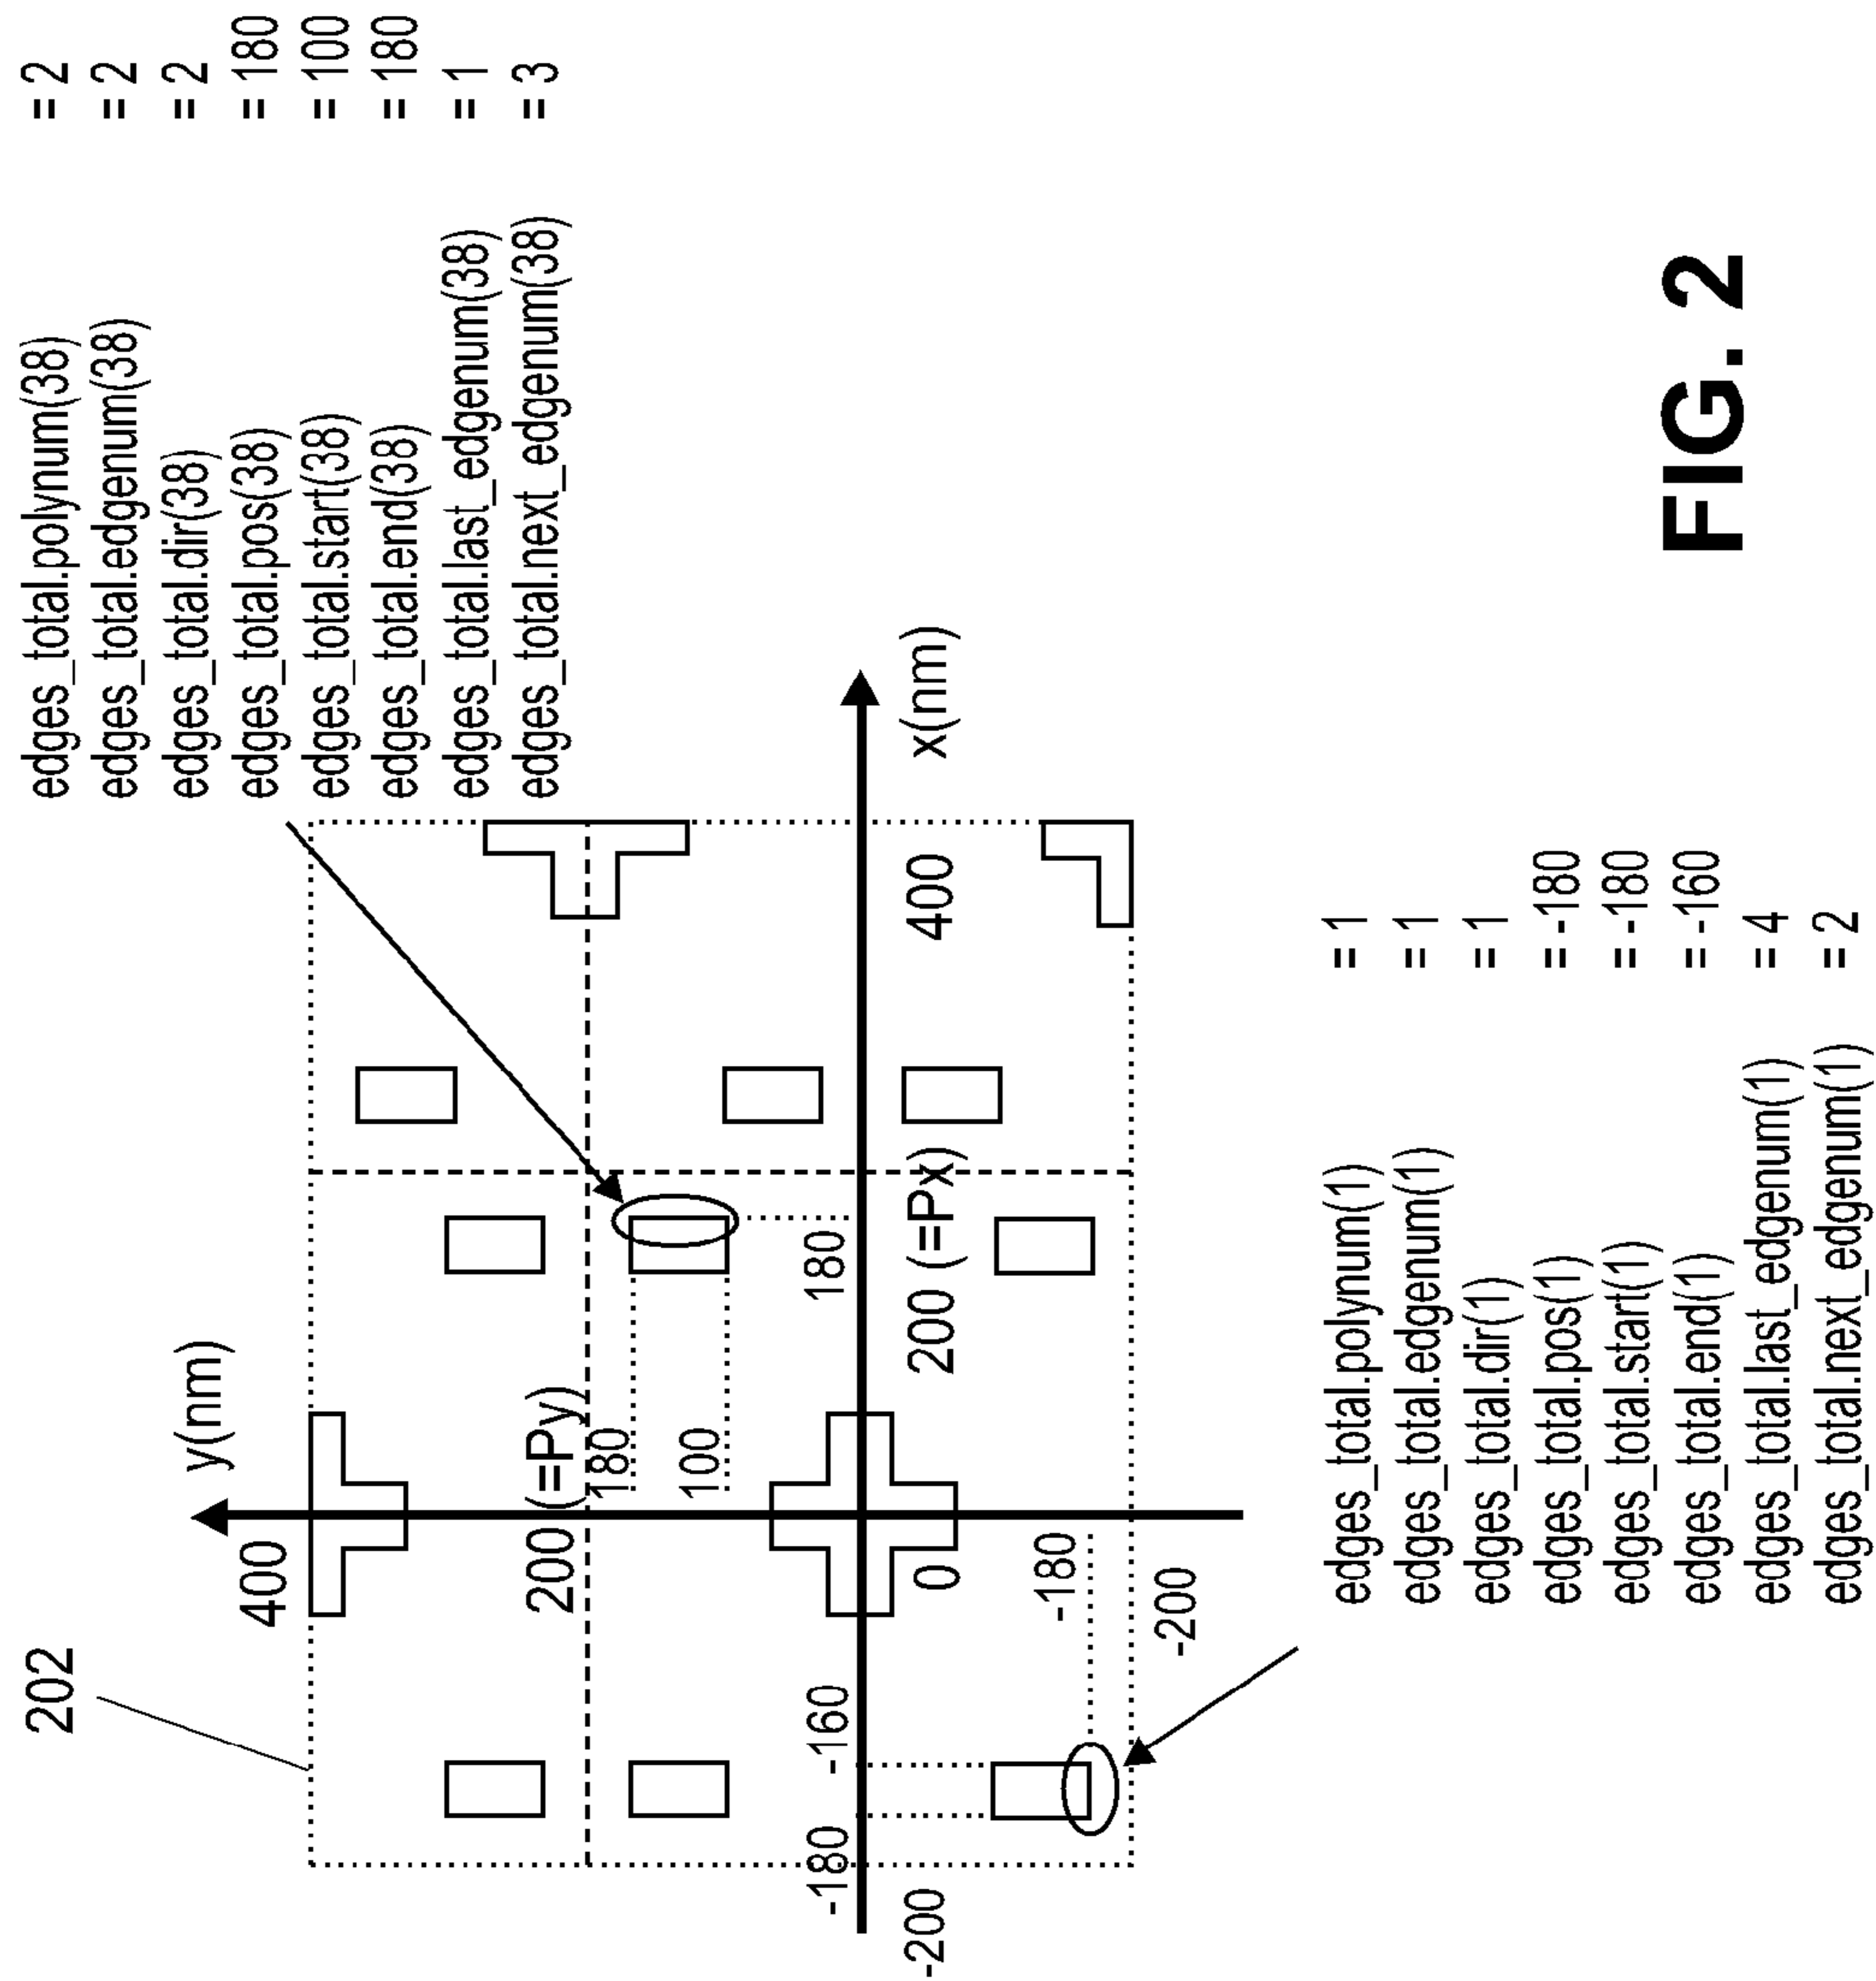 202
y(nm)
400
200 (=Py)
180
100
180
200 (=Px)
400
x(nm)
0
-180
-200
-160
-180
-200
edges_total.polynum(38) = 2
edges_total.edgenum(38) = 2
edges_total.dir(38) = 2
edges_total.pos(38) = 180
edges_total.start(38) = 100
edges_total.end(38) = 180
edges_total.last_edgenum(38) = 1
edges_total.next_edgenum(38) = 3
edges_total.polynum(1) = 1
edges_total.edgenum(1) = 1
edges_total.dir(1) = 1
edges_total.pos(1) = -180
edges_total.start(1) = -180
edges_total.end(1) = -160
edges_total.last_edgenum(1) = 4
edges_total.next_edgenum(1) = 2
FIG. 2